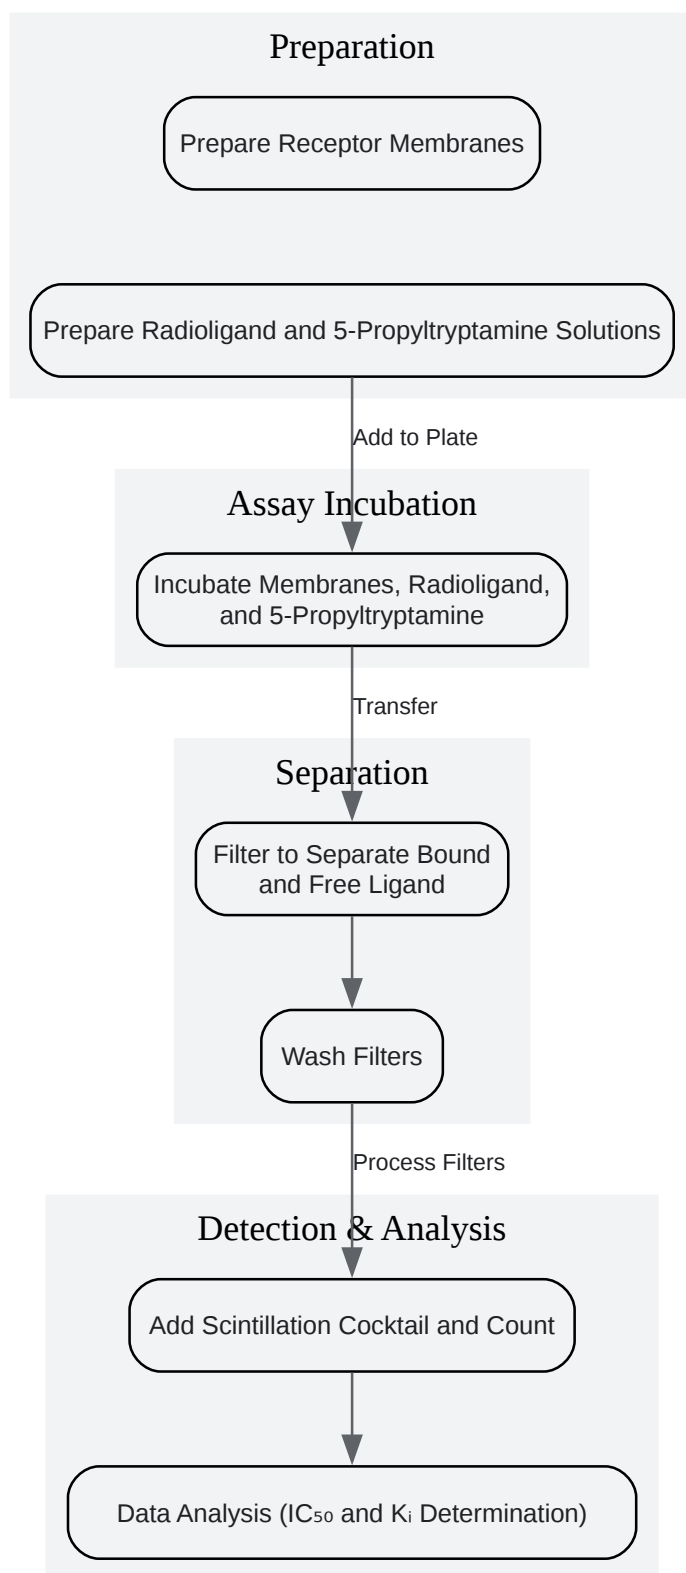 Preparation
Prepare Receptor Membranes
Prepare Radioligand and 5-Propyltryptamine Solutions
Add to Plate
Assay Incubation
Incubate Membranes, Radioligand,
and 5-Propyltryptamine
Transfer
Separation
Filter to Separate Bound
and Free Ligand
Wash Filters
Process Filters
Detection & Analysis
Add Scintillation Cocktail and Count
Data Analysis (IC₅₀ and Kᵢ Determination)